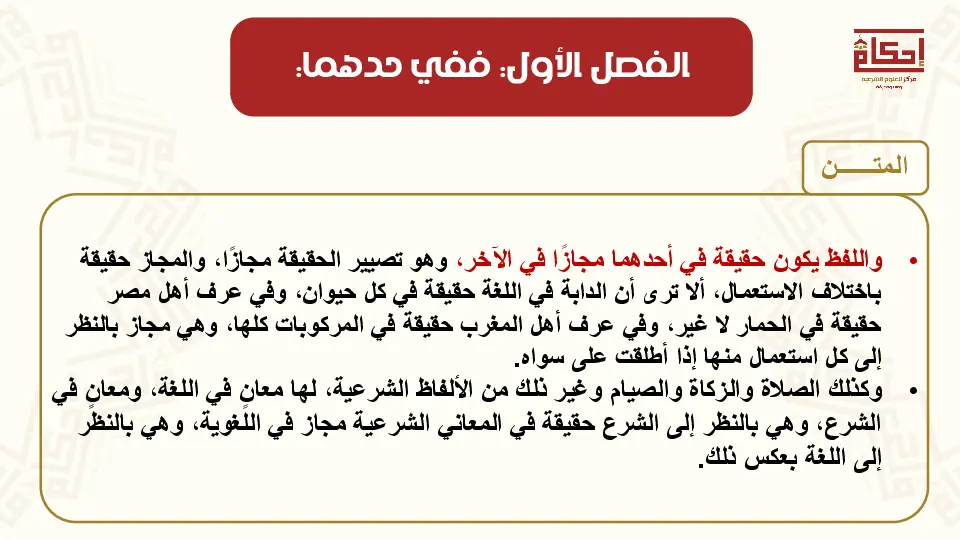 الفصل الأول: ففي حدهما:
إحكام
مركز للعلوم الشرعية
المتــــــن
• واللفظ يكون حقيقة في أحدهما مجازًا في الآخر، وهو تصيير الحقيقة مجازًا، والمجاز حقيقة
باختلاف الاستعمال، ألا ترى أن الدابة في اللغة حقيقة في كل حيوان، وفي عرف أهل مصر
حقيقة في الحمار لا غير، وفي عرف أهل المغرب حقيقة في المركوبات كلها، وهي مجاز بالنظر
إلى كل استعمال منها إذا أطلقت على سواه.
• وكذلك الصلاة والزكاة والصيام وغير ذلك من الألفاظ الشرعية، لها معانٍ في اللغة، ومعانٍ في
الشرع، وهي بالنظر إلى الشرع حقيقة في المعاني الشرعية مجاز في اللغوية، وهي بالنظر
إلى اللغة بعكس ذلك.